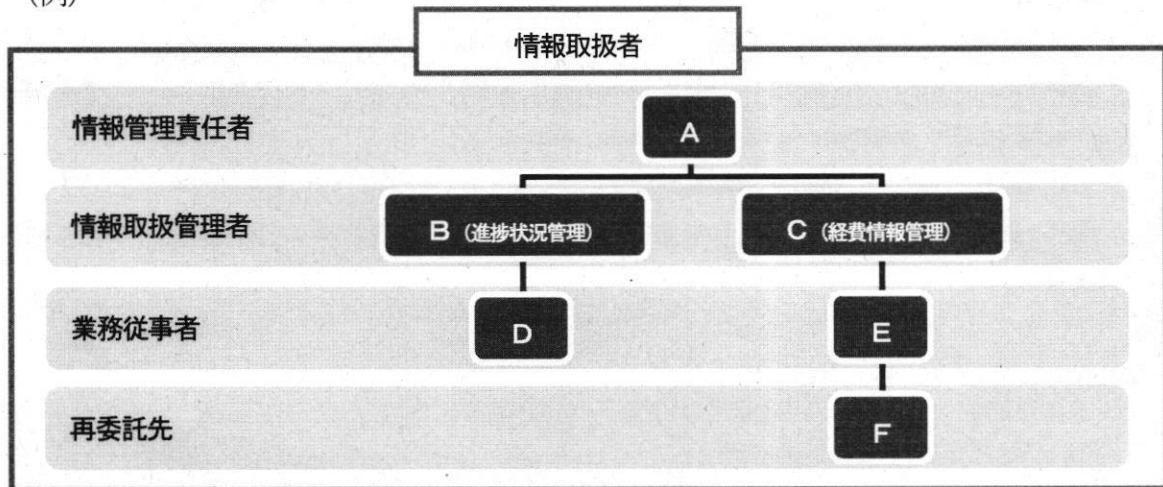 （例）
情報取扱者
情報管理責任者
A
情報取扱管理者
B（進捗状況管理）
C（経費情報管理）
業務従事者
D
E
再委託先
F